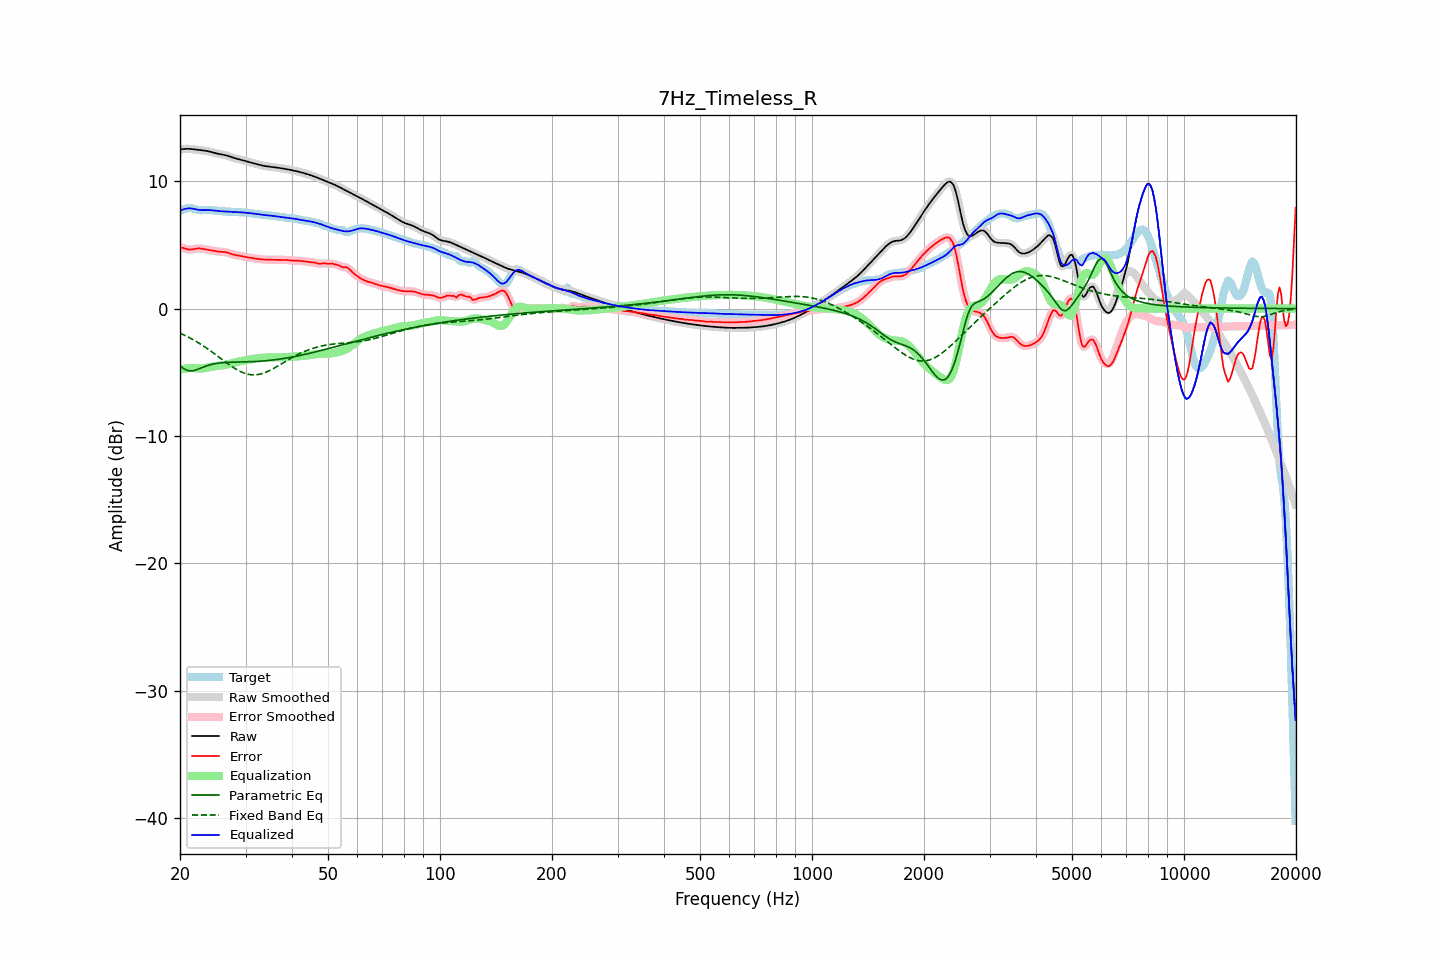 7Hz_Timeless_R
Amplitude (dBr)
10
0
−10
−20
−30
−40
Target
Raw Smoothed
Error Smoothed
Raw
Error
Equalization
Parametric Eq
Fixed Band Eq
Equalized
20 50 100 200 500 1000 2000 5000 10000 20000
Frequency (Hz)